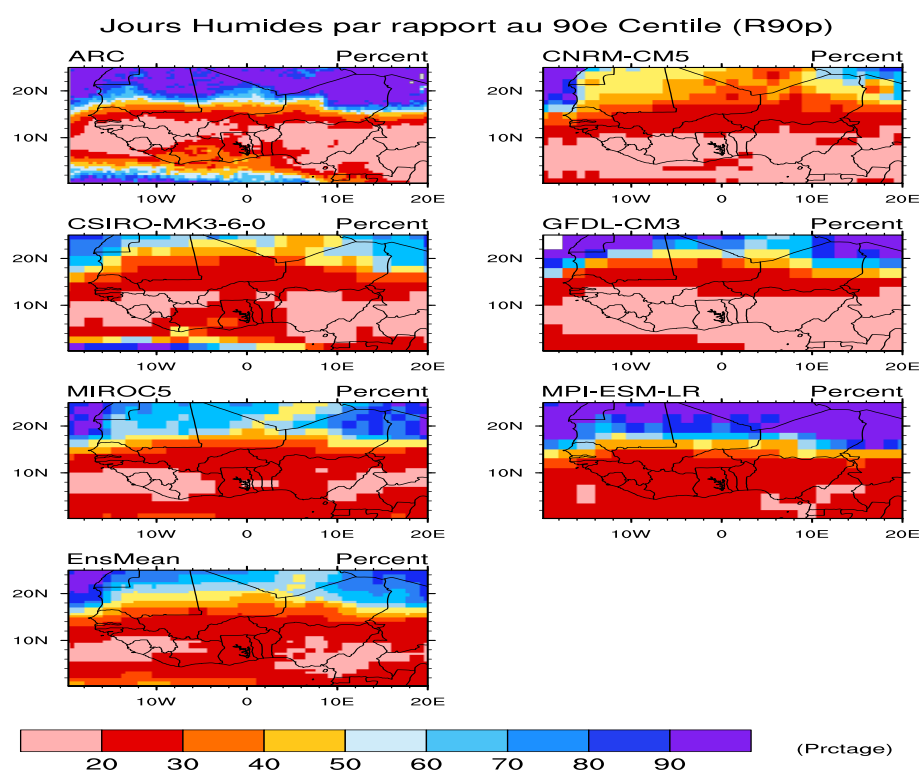 Jours Humides par rapport au 90e Centile (R90p)
ARC Percent
20N
10N
10W 0 10E 20E
CNRM-CM5 Percent
20N
10N
10W 0 10E 20E
CSIRO-MK3-6-0 Percent
20N
10N
10W 0 10E 20E
GFDL-CM3 Percent
20N
10N
10W 0 10E 20E
MIROC5 Percent
20N
10N
10W 0 10E 20E
MPI-ESM-LR Percent
20N
10N
10W 0 10E 20E
EnsMean Percent
20N
10N
10W 0 10E 20E
20 30 40 50 60 70 80 90
(Prctage)